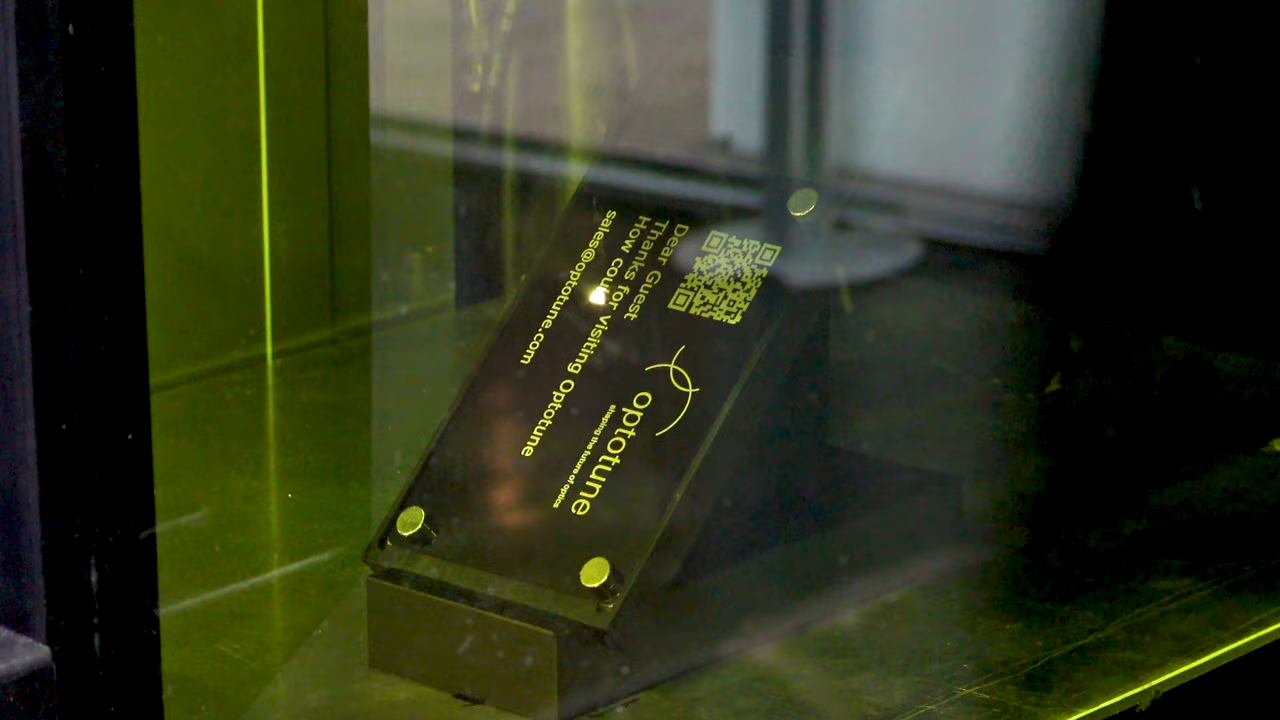 optotune
shaping the future of optics
Dear Guest
Thanks for visiting Optotune
How cou
sales@optotune.com